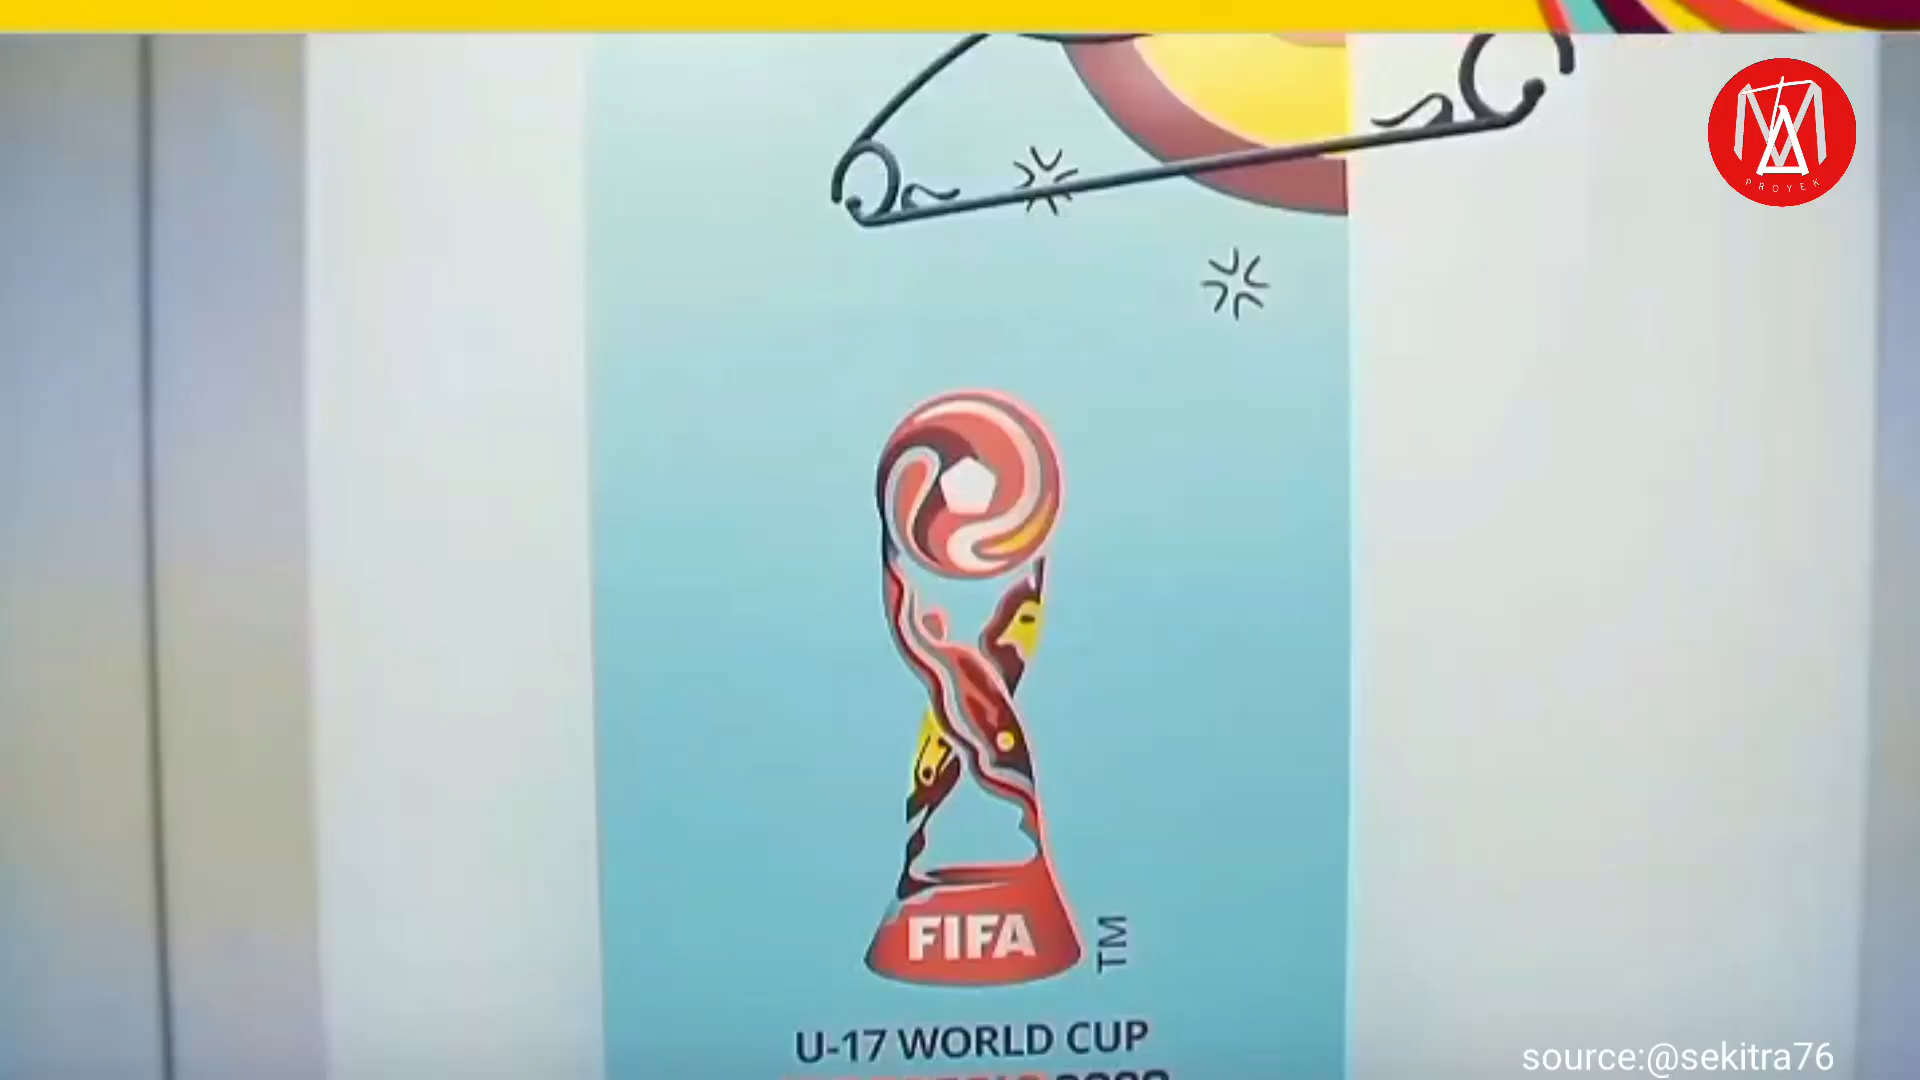 PROYEK
FIFA
TM
U-17 WORLD CUP
source:@sekitra76